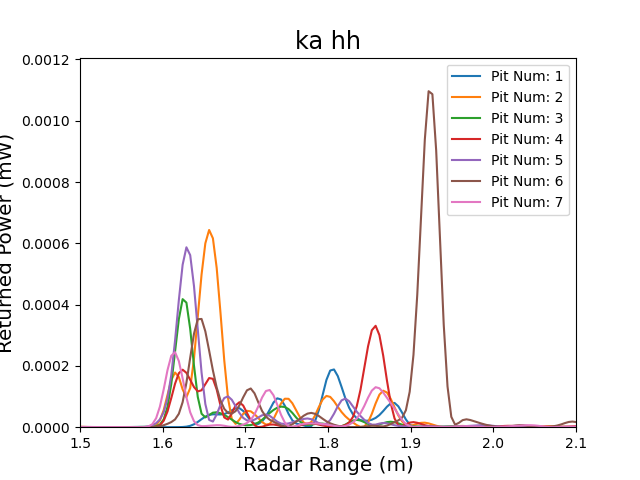 ka hh
0.0012
0.0010
0.0008
0.0006
0.0004
0.0002
0.0000
Returned Power (mW)
1.5
1.6
1.7
1.8
1.9
2.0
2.1
Radar Range (m)
Pit Num: 1
Pit Num: 2
Pit Num: 3
Pit Num: 4
Pit Num: 5
Pit Num: 6
Pit Num: 7